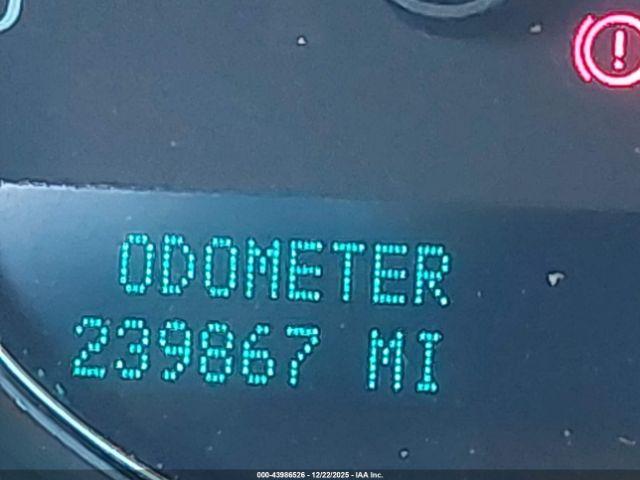 ODOMETER
239867 MI
000-43986526 - 12/22/2025 - IAA Inc.